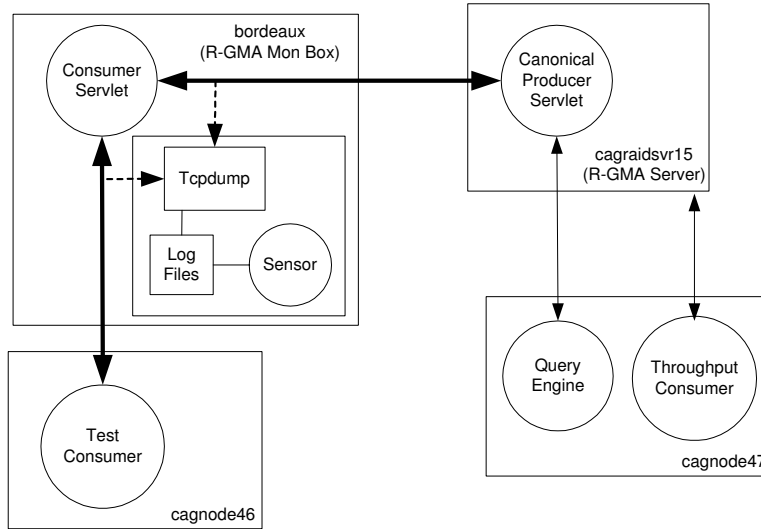 bordeaux
(R-GMA Mon Box)
Consumer
Servlet
Canonical
Producer
Servlet
cagraidsvr15
(R-GMA Server)
Tcpdump
Log
Files
Sensor
Query
Engine
Throughput
Consumer
cagnode47
Test
Consumer
cagnode46